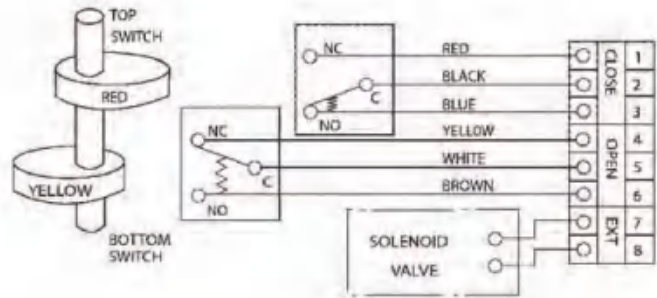 TOP
SWITCH
RED
YELLOW
BOTTOM
SWITCH
NC
C
NO
NC
C
NO
RED
BLACK
BLUE
YELLOW
WHITE
BROWN
SOLENOID
VALVE
CLOSE
OPEN
EXT
1
2
3
4
5
6
7
8